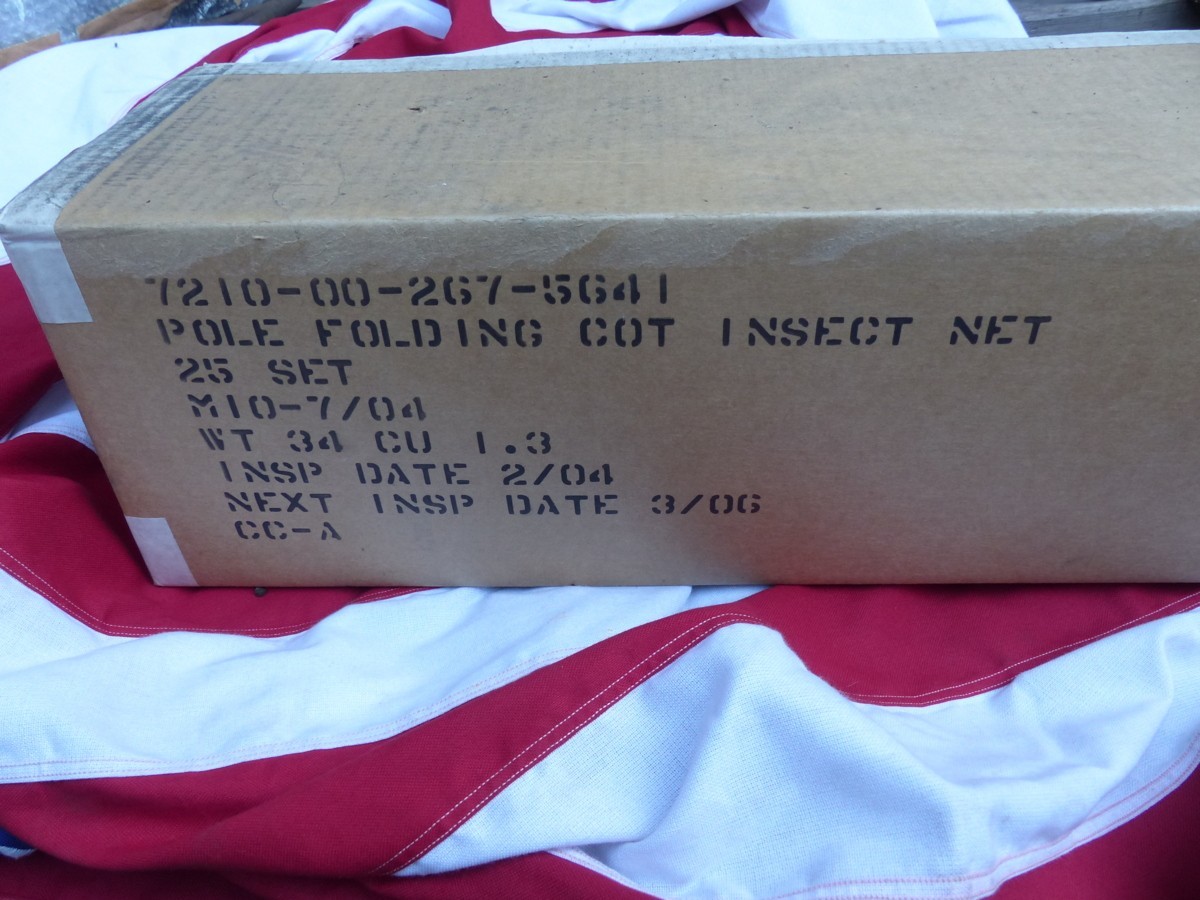 7210-00-267-5641
POLE FOLDING COT INSECT NET
25 SET
M10-7/04
WT 34 CU 1.3
INSP DATE 2/04
NEXT INSP DATE 3/06
CC-A